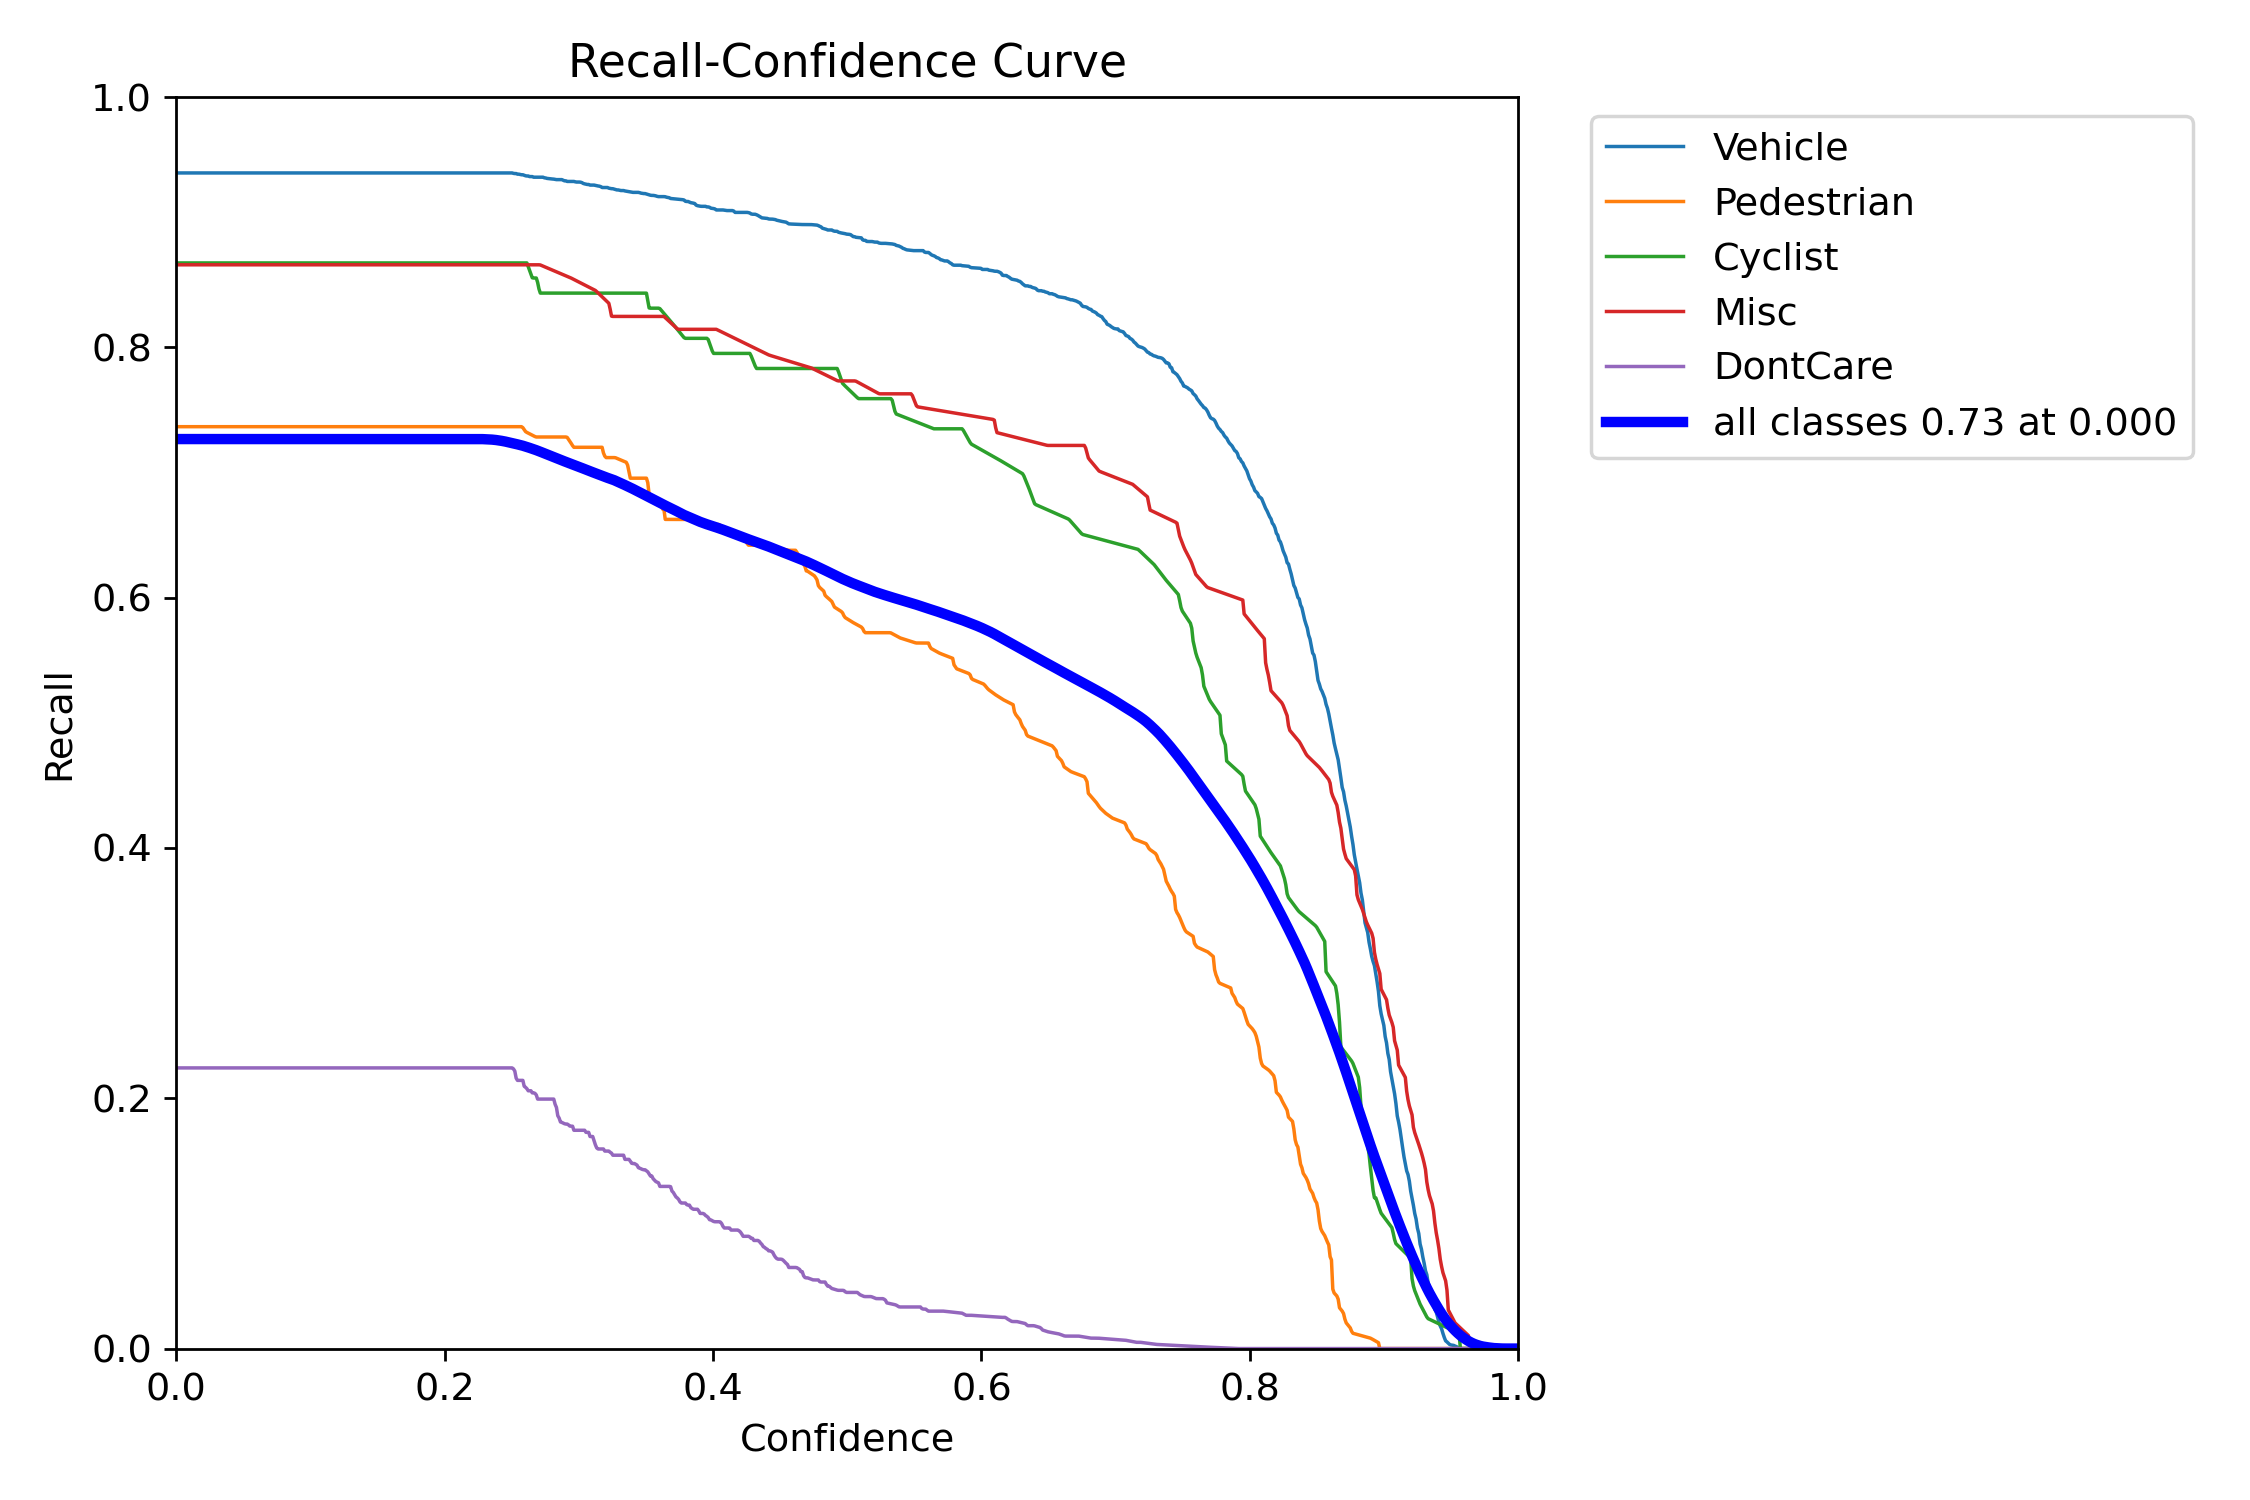 Recall-Confidence Curve
1.0
0.8
0.6
0.4
0.2
0.0
Recall
0.0 0.2 0.4 0.6 0.8 1.0
Confidence
Vehicle
Pedestrian
Cyclist
Misc
DontCare
all classes 0.73 at 0.000